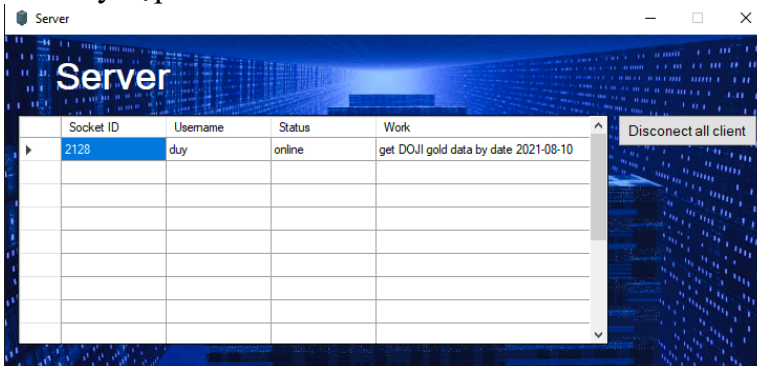 Server
Server
Socket ID Username Status Work
Disconect all client
2128 duy online get DOJI gold data by date 2021-08-10